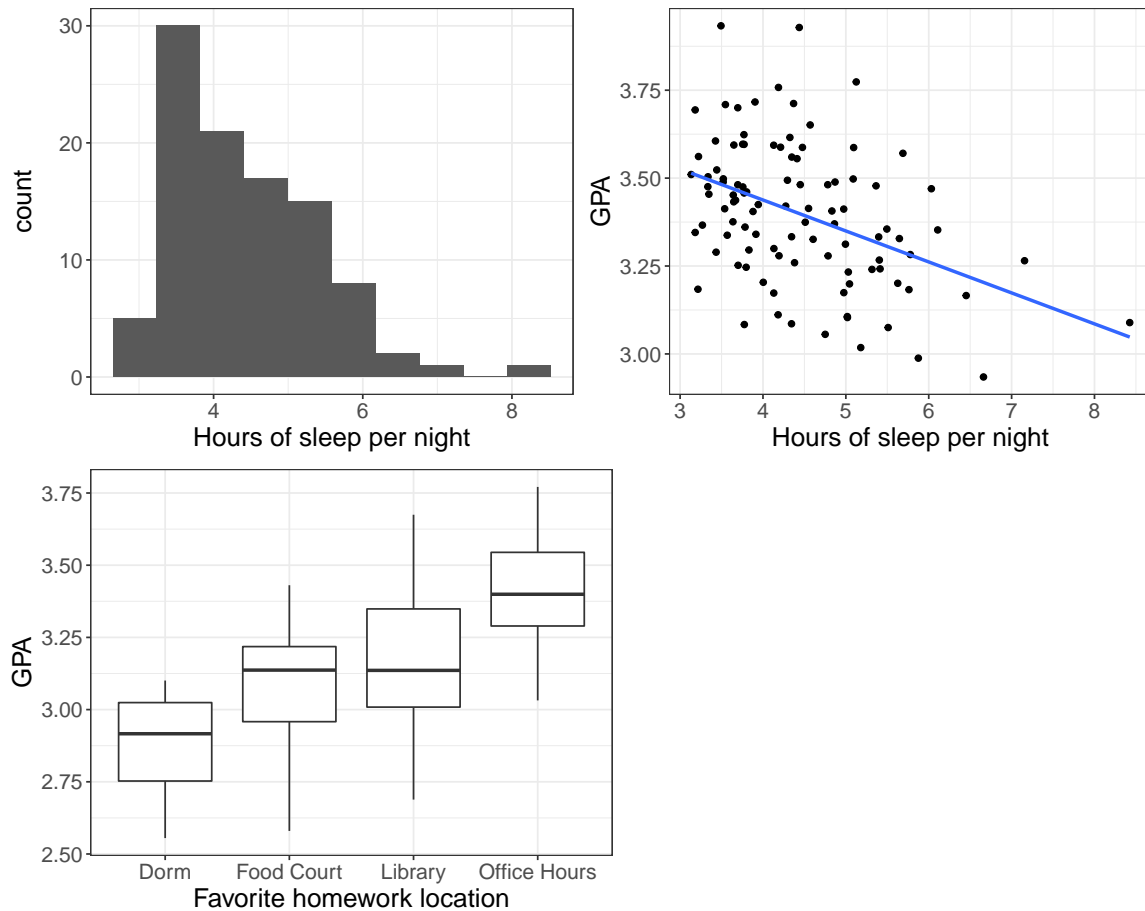 30
20
10
0
count
4 6 8
Hours of sleep per night
3.75
3.50
3.25
3.00
GPA
3 4 5 6 7 8
Hours of sleep per night
3.75
3.50
3.25
3.00
2.75
2.50
GPA
Dorm Food Court Library Office Hours
Favorite homework location